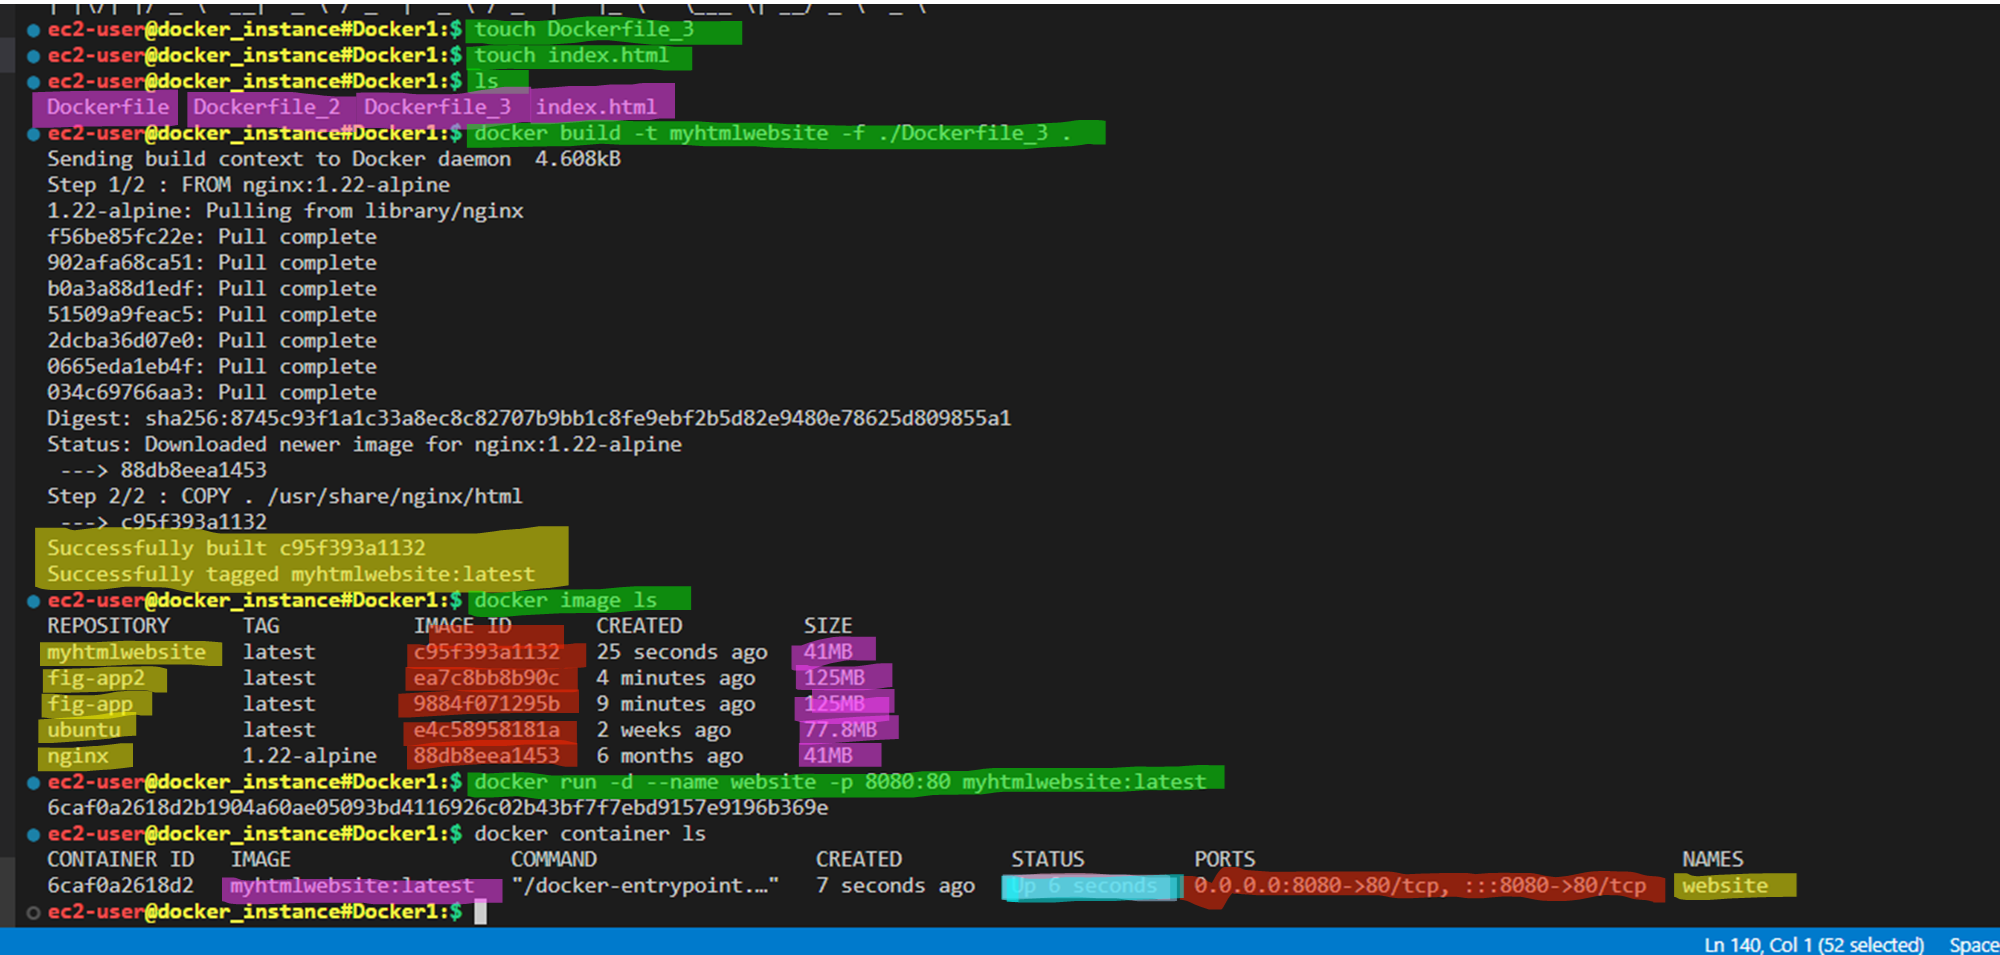 ec2-user@docker_instance#Docker1:$ touch Dockerfile_3
ec2-user@docker_instance#Docker1:$ touch index.html
ec2-user@docker_instance#Docker1:$ ls
Dockerfile  Dockerfile_2  Dockerfile_3  index.html
ec2-user@docker_instance#Docker1:$ docker build -t myhtmlwebsite -f ./Dockerfile_3 .
Sending build context to Docker daemon  4.608kB
Step 1/2 : FROM nginx:1.22-alpine
1.22-alpine: Pulling from library/nginx
f56be85fc22e: Pull complete
902afa68ca51: Pull complete
b0a3a88d1edf: Pull complete
51509a9feac5: Pull complete
2dcba36d07e0: Pull complete
0665eda1eb4f: Pull complete
034c69766aa3: Pull complete
Digest: sha256:8745c93f1a1c33a8ec8c82707b9bb1c8fe9ebf2b5d82e9480e78625d809855a1
Status: Downloaded newer image for nginx:1.22-alpine
 ---> 88db8eea1453
Step 2/2 : COPY . /usr/share/nginx/html
 ---> c95f393a1132
Successfully built c95f393a1132
Successfully tagged myhtmlwebsite:latest
ec2-user@docker_instance#Docker1:$ docker image ls
REPOSITORY      TAG           IMAGE ID       CREATED          SIZE
myhtmlwebsite   latest        c95f393a1132   25 seconds ago   41MB
fig-app2        latest        ea7c8bb8b90c   4 minutes ago    125MB
fig-app         latest        9884f071295b   9 minutes ago    125MB
ubuntu          latest        e4c58958181a   2 weeks ago      77.8MB
nginx           1.22-alpine   88db8eea1453   6 months ago     41MB
ec2-user@docker_instance#Docker1:$ docker run -d --name website -p 8080:80 myhtmlwebsite:latest
6caf0a2618d2b1904a60ae05093bd4116926c02b43bf7f7ebd9157e9196b369e
ec2-user@docker_instance#Docker1:$ docker container ls
CONTAINER ID   IMAGE                  COMMAND                  CREATED         STATUS         PORTS                                   NAMES
6caf0a2618d2   myhtmlwebsite:latest   "/docker-entrypoint.…"   7 seconds ago   Up 6 seconds   0.0.0.0:8080->80/tcp, :::8080->80/tcp   website
ec2-user@docker_instance#Docker1:$
Ln 140, Col 1 (52 selected)   Space